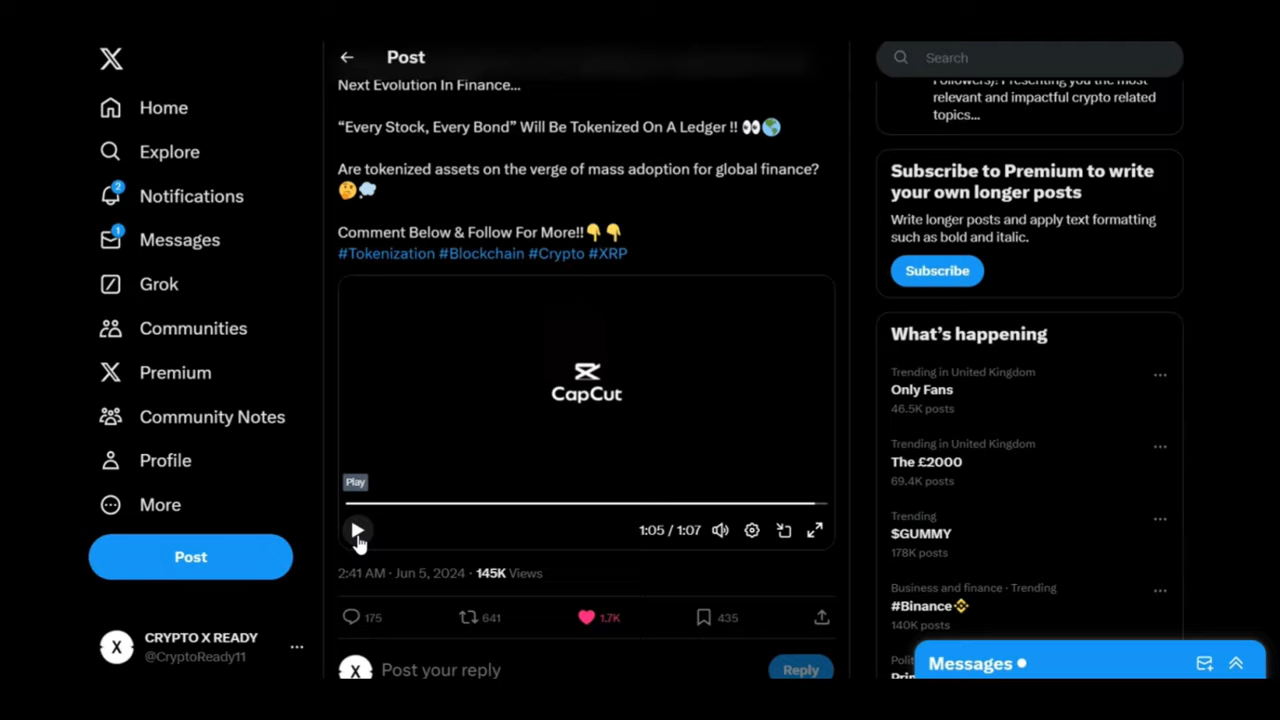 Home
Explore
2
Notifications
1
Messages
Grok
Communities
Premium
Community Notes
Profile
More
Post
CRYPTO X READY
@CryptoReady11
Post
Next Evolution In Finance...
“Every Stock, Every Bond” Will Be Tokenized On A Ledger !! 👀🌎
Are tokenized assets on the verge of mass adoption for global finance?
🤔💭
Comment Below & Follow For More!!👇👇
#Tokenization #Blockchain #Crypto #XRP
CapCut
Play
1:05 / 1:07
2:41 AM · Jun 5, 2024 · 145K Views
175
641
1.7K
435
Post your reply
Reply
Search
Followers). Presenting you the most
relevant and impactful crypto related
topics...
Subscribe to Premium to write
your own longer posts
Write longer posts and apply text formatting
such as bold and italic.
Subscribe
What’s happening
Trending in United Kingdom
Only Fans
46.5K posts
Trending in United Kingdom
The £2000
69.4K posts
Trending
$GUMMY
178K posts
Business and finance · Trending
#Binance
140K posts
Messages